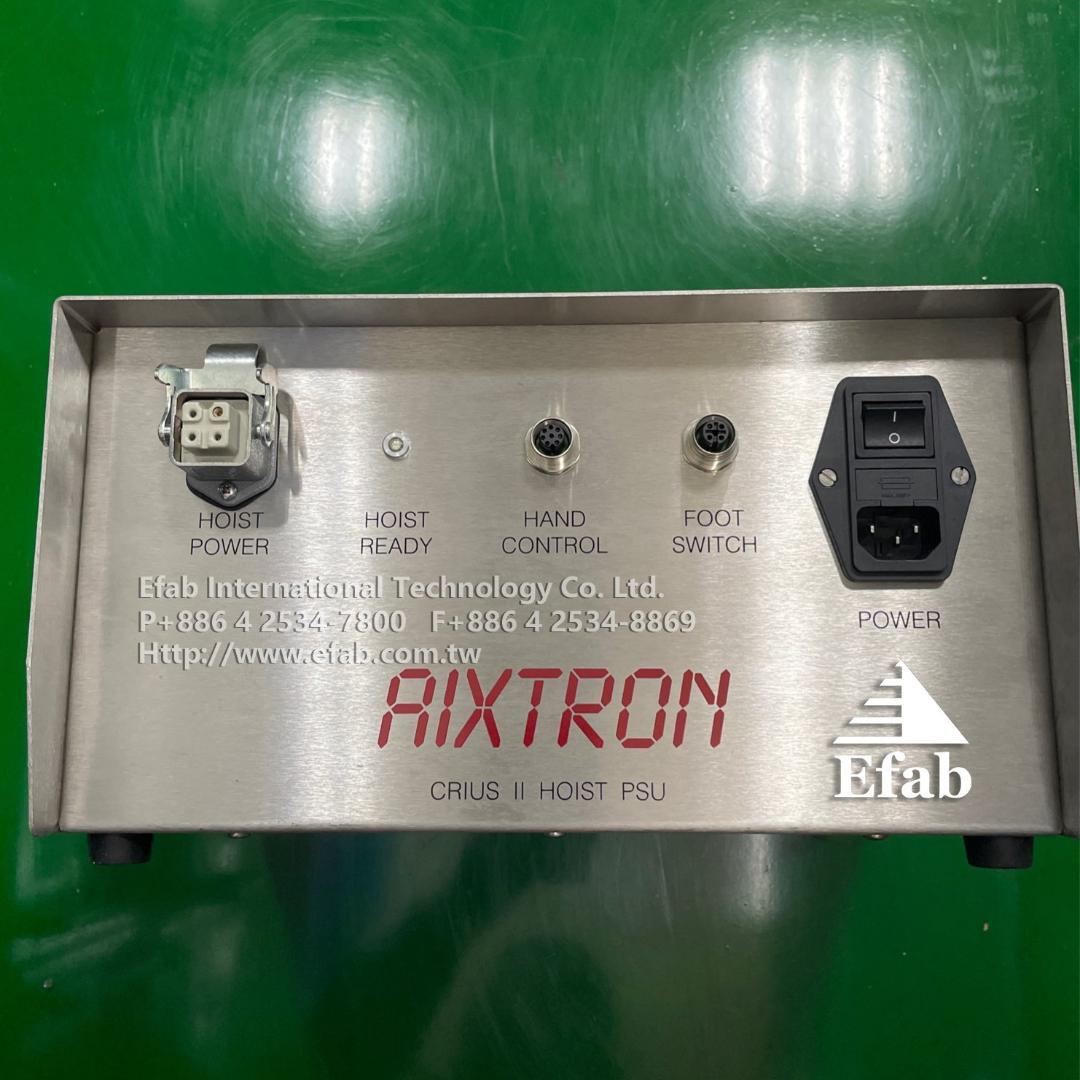 HOIST
POWER
HOIST
READY
HAND
CONTROL
FOOT
SWITCH
I
O
POWER
Efab International Technology Co. Ltd.
P+886 4 2534-7800 F+886 4 2534-8869
Http://www.efab.com.tw
AIXTRON
CRIUS II HOIST PSU
Efab